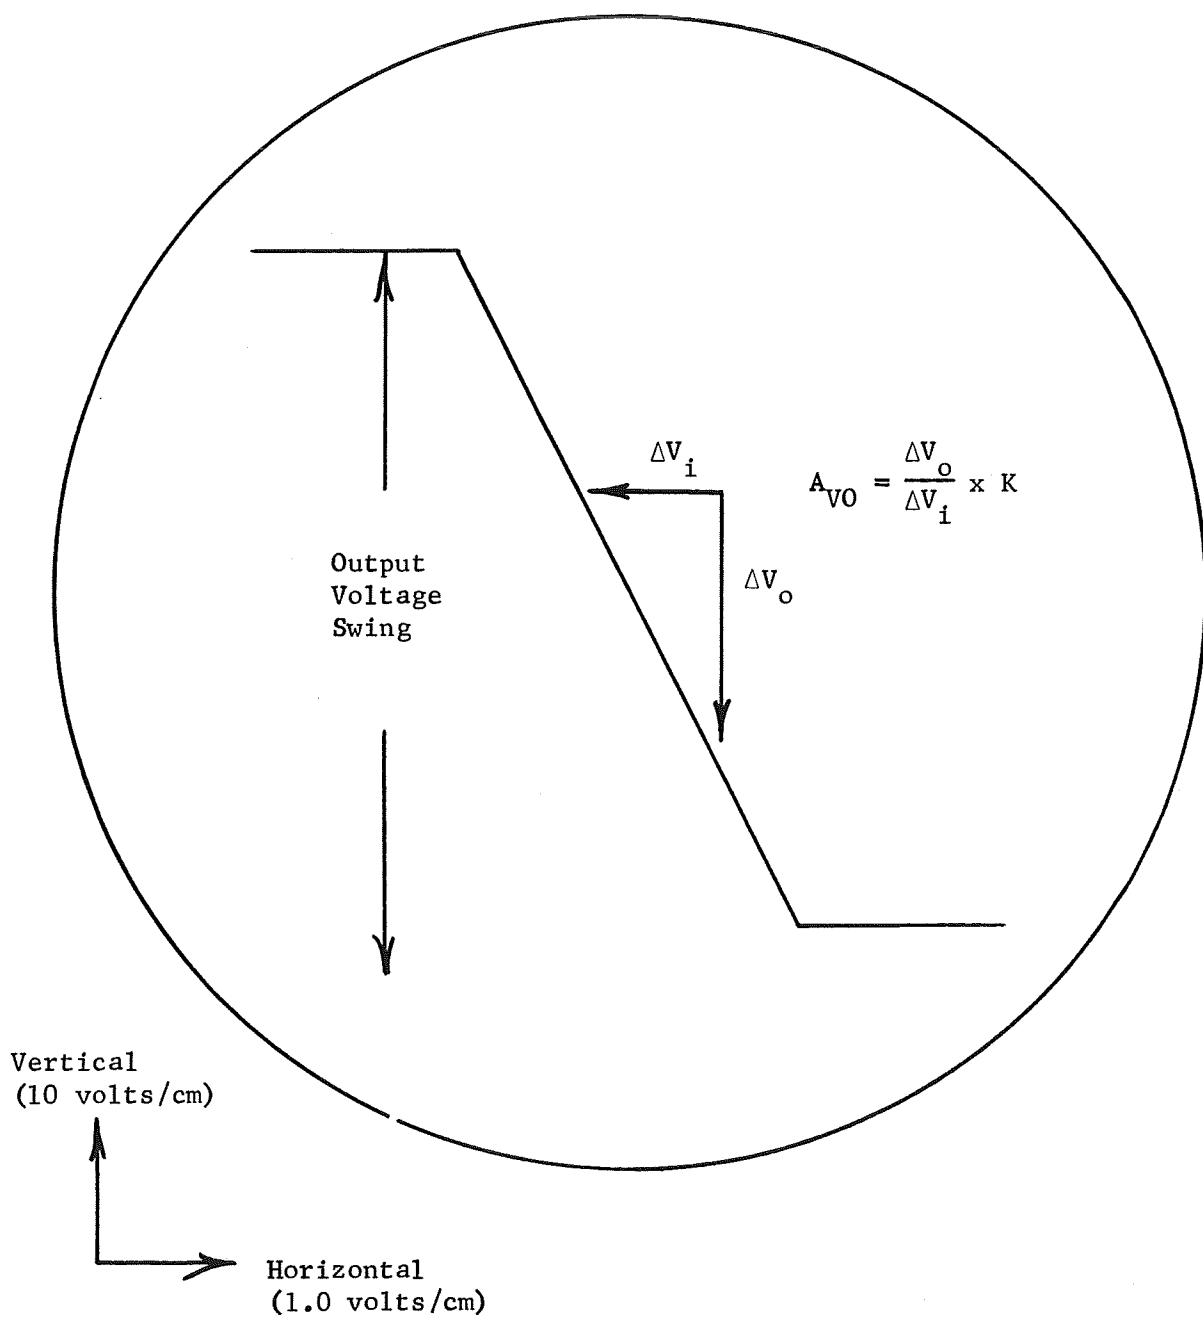 ΔV_i
A_VO = ΔV_o/ΔV_i x K
Output
Voltage
Swing
ΔV_o
Vertical
(10 volts/cm)
Horizontal
(1.0 volts/cm)